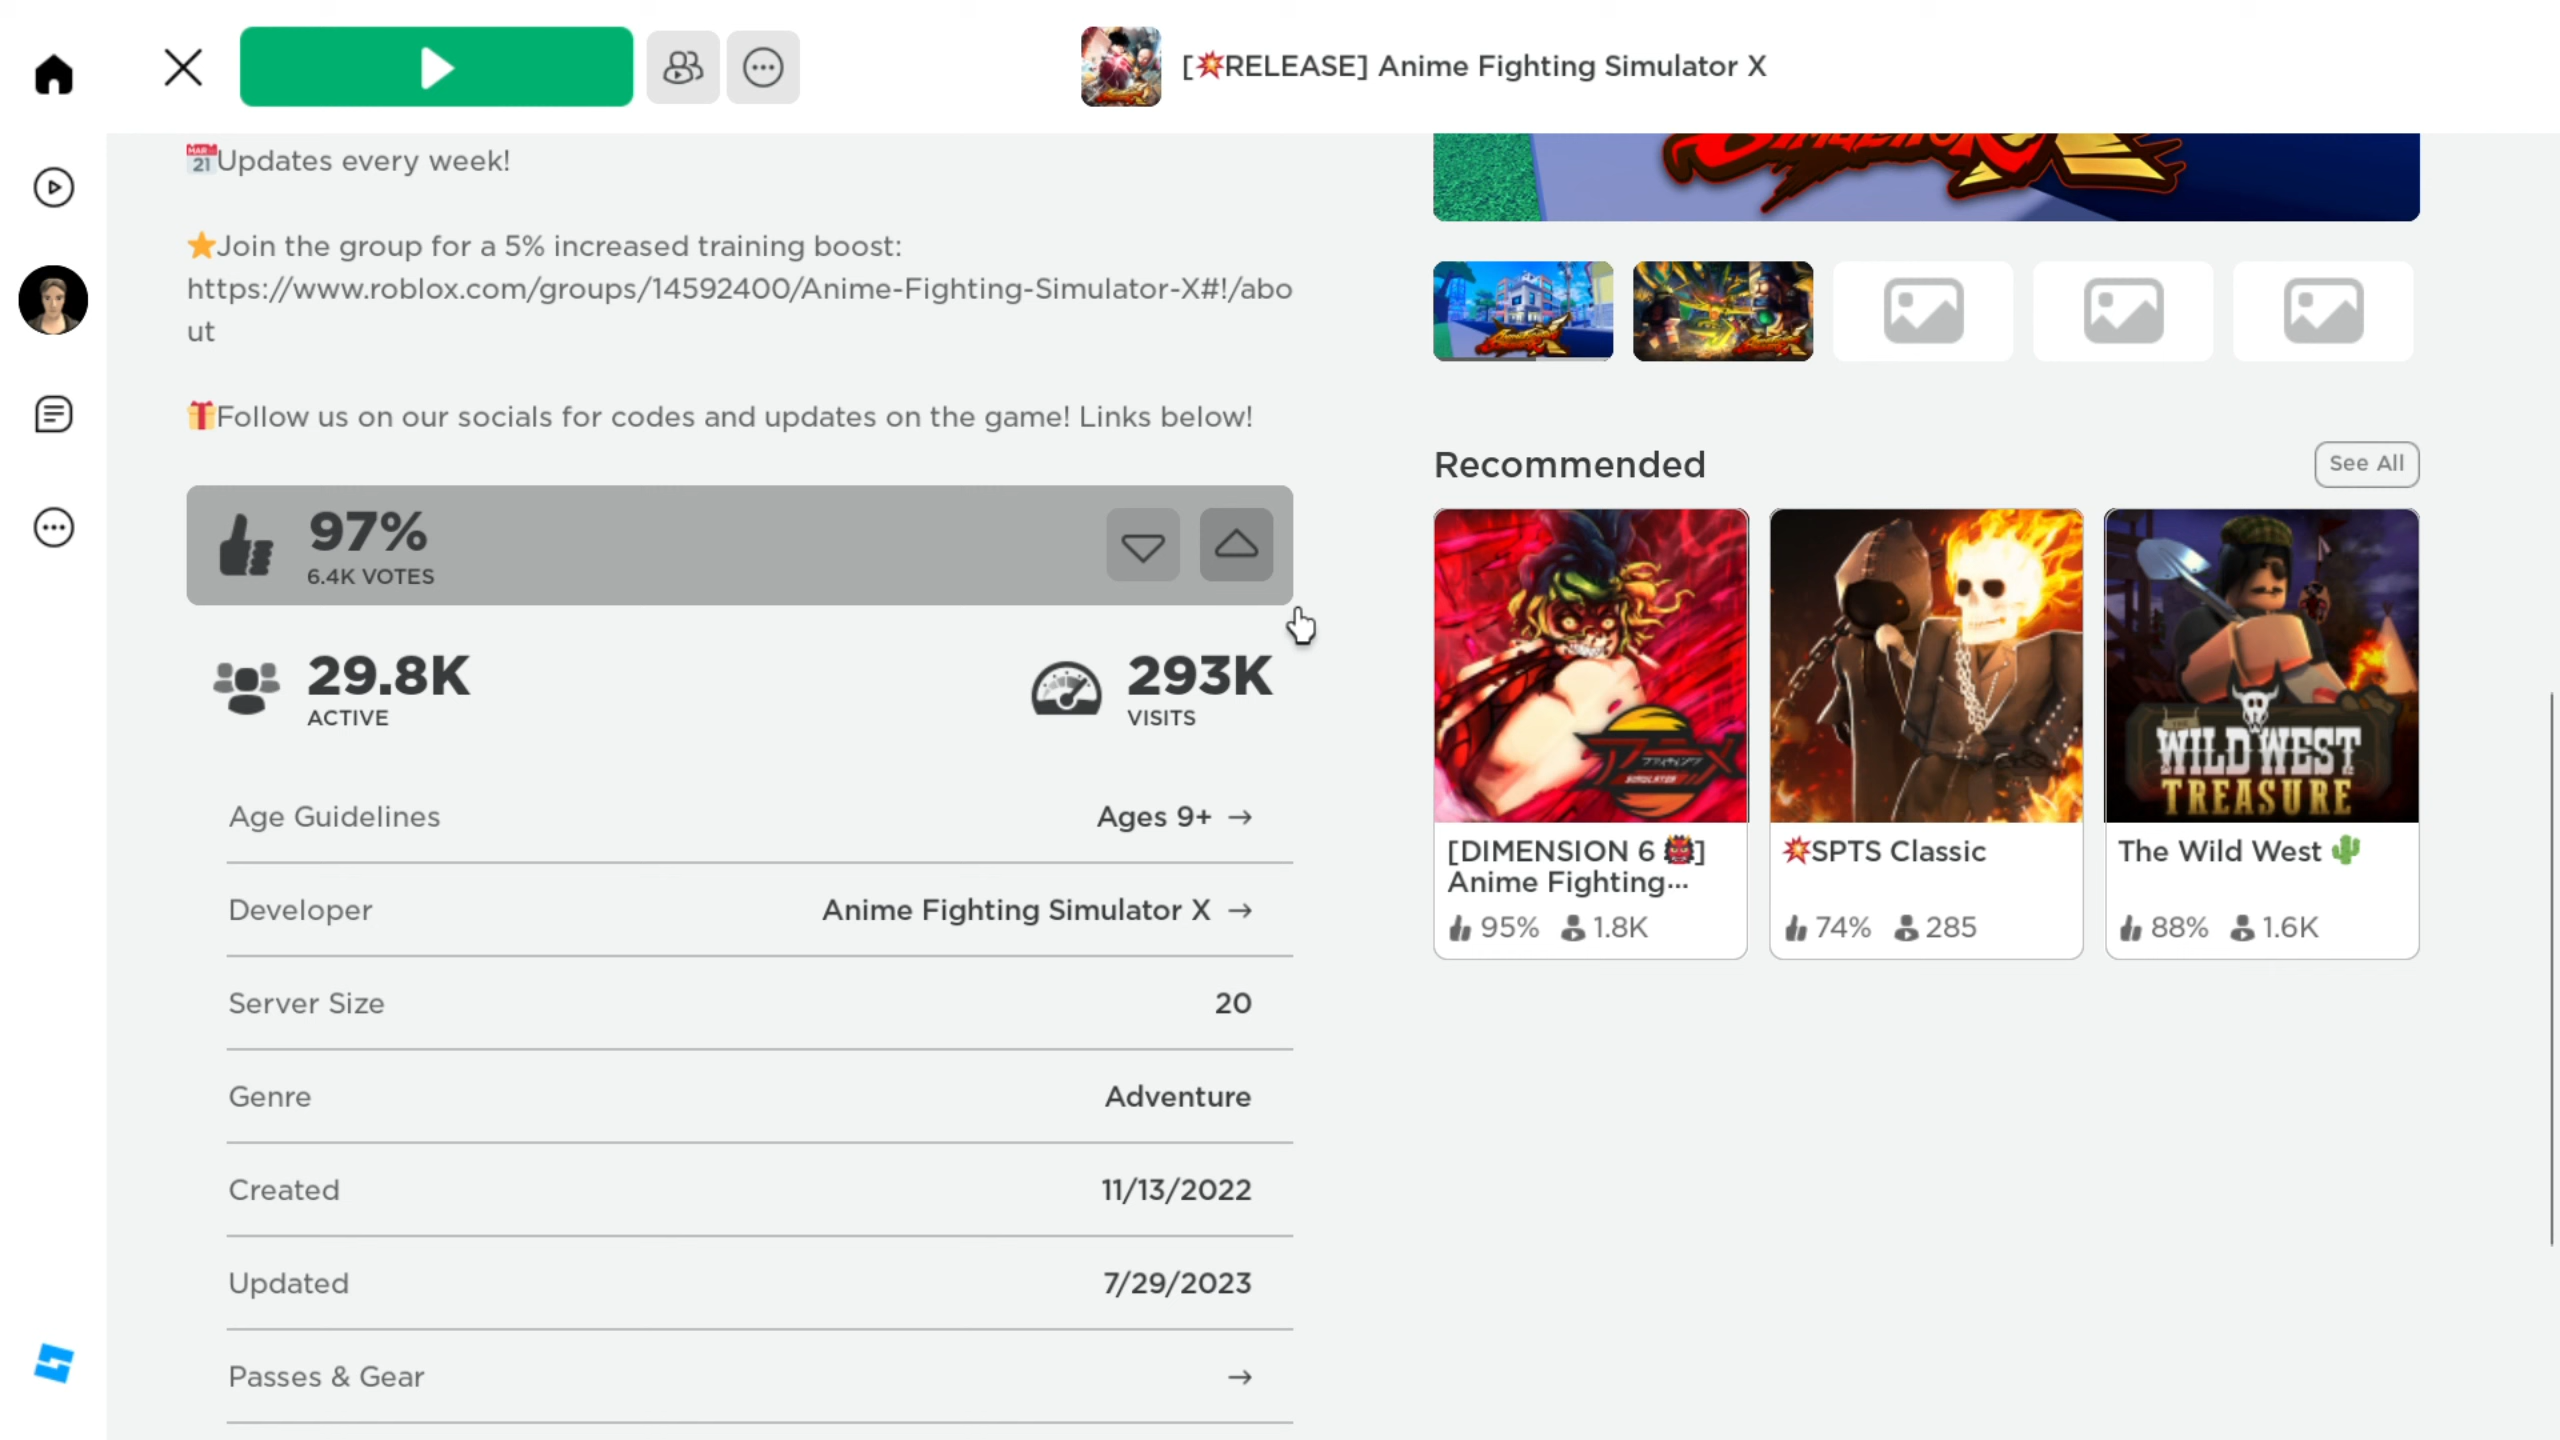 [💥RELEASE] Anime Fighting Simulator X
MAR
21
Updates every week!
⭐Join the group for a 5% increased training boost:
https://www.roblox.com/groups/14592400/Anime-Fighting-Simulator-X#!/abo
ut
🎁Follow us on our socials for codes and updates on the game! Links below!
97%
6.4K VOTES
29.8K
ACTIVE
293K
VISITS
Age Guidelines
Ages 9+ →
Developer
Anime Fighting Simulator X →
Server Size
20
Genre
Adventure
Created
11/13/2022
Updated
7/29/2023
Passes & Gear
→
Recommended
See All
SIMULATOR
THE
WILD WEST
TREASURE
[DIMENSION 6 👹]
Anime Fighting...
95% 1.8K
💥SPTS Classic
74% 285
The Wild West 🌵
88% 1.6K